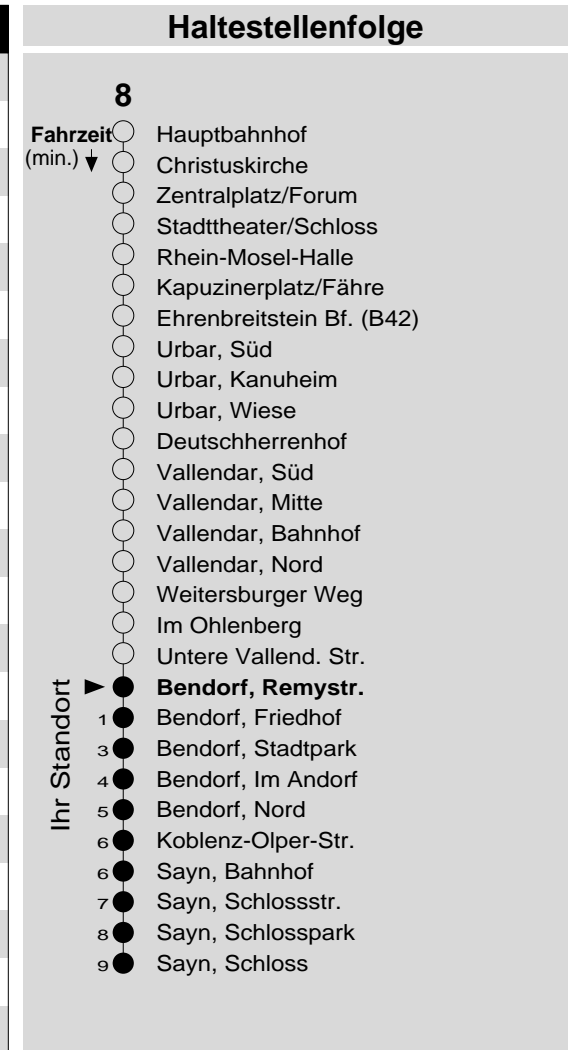 Haltestellenfolge
8
Fahrzeit Hauptbahnhof
(min.) Christuskirche
Zentralplatz/Forum
Stadttheater/Schloss
Rhein-Mosel-Halle
Kapuzinerplatz/Fähre
Ehrenbreitstein Bf. (B42)
Urbar, Süd
Urbar, Kanuheim
Urbar, Wiese
Deutschherrenhof
Vallendar, Süd
Vallendar, Mitte
Vallendar, Bahnhof
Vallendar, Nord
Weitersburger Weg
Im Ohlenberg
Untere Vallend. Str.
Ihr Standort
Bendorf, Remystr.
1 Bendorf, Friedhof
3 Bendorf, Stadtpark
4 Bendorf, Im Andorf
5 Bendorf, Nord
6 Koblenz-Olper-Str.
6 Sayn, Bahnhof
7 Sayn, Schlossstr.
8 Sayn, Schlosspark
9 Sayn, Schloss